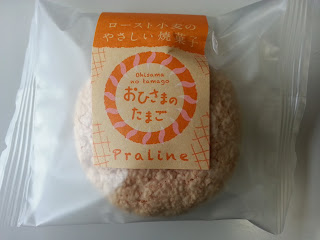 ロースト小麦の
やさしい焼菓子
Ohisama
no tamago
おひさまの
たまご
Praline